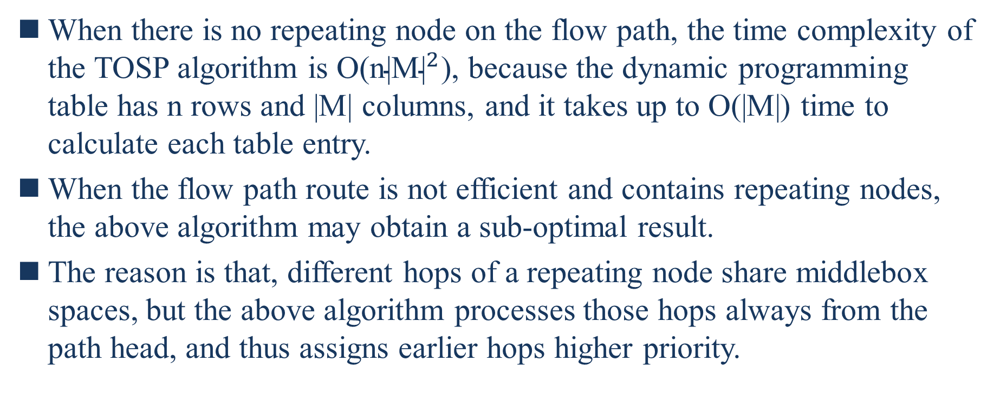 ■ When there is no repeating node on the flow path, the time complexity of
the TOSP algorithm is O(n|M|²), because the dynamic programming
table has n rows and |M| columns, and it takes up to O(|M|) time to
calculate each table entry.
■ When the flow path route is not efficient and contains repeating nodes,
the above algorithm may obtain a sub-optimal result.
■ The reason is that, different hops of a repeating node share middlebox
spaces, but the above algorithm processes those hops always from the
path head, and thus assigns earlier hops higher priority.